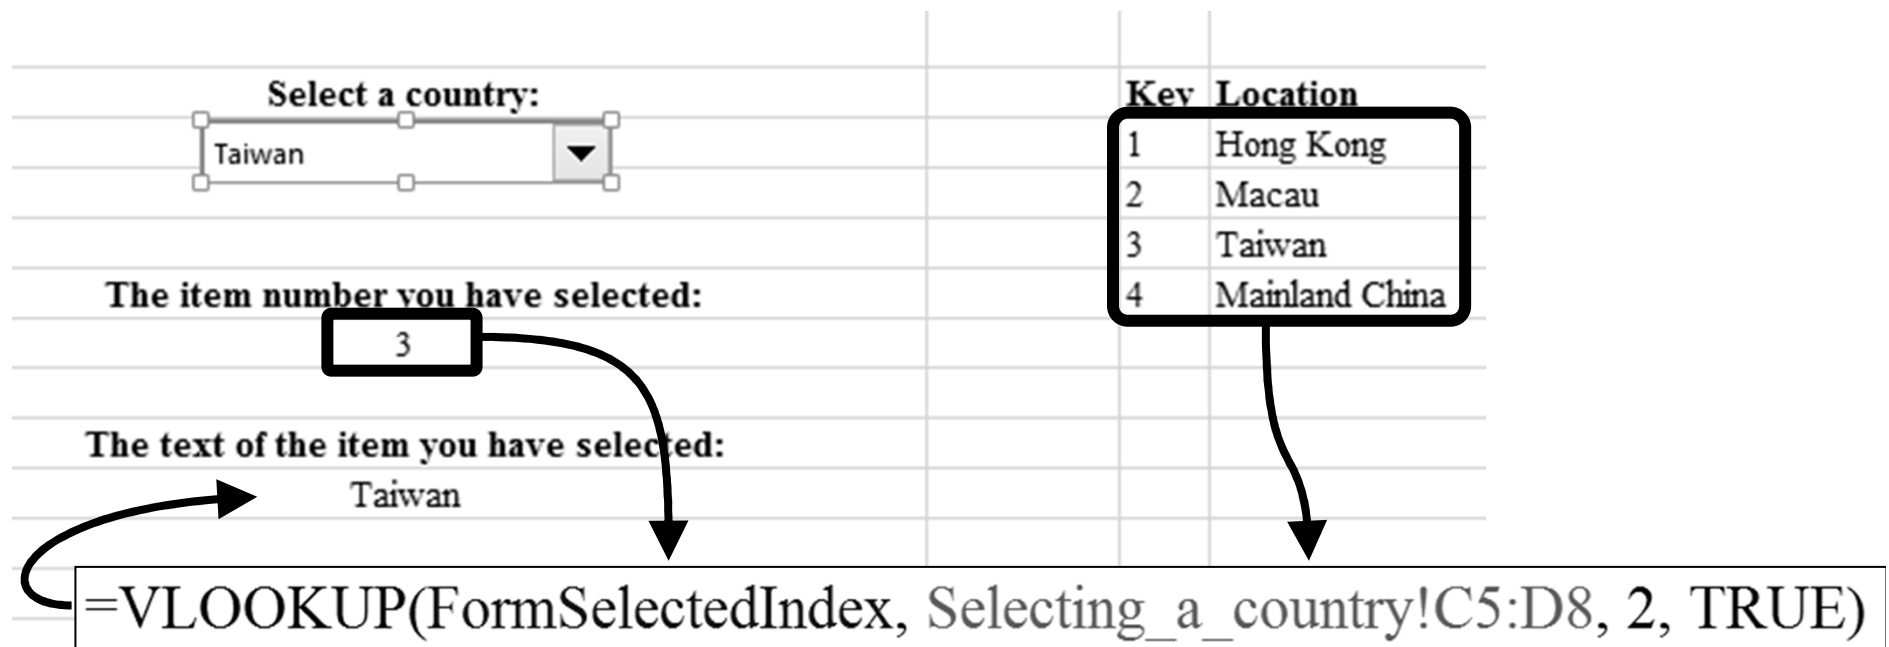 Select a country:
Taiwan
The item number you have selected:
3
The text of the item you have selected:
Taiwan
Key Location
1 Hong Kong
2 Macau
3 Taiwan
4 Mainland China
=VLOOKUP(FormSelectedIndex, Selecting_a_country!C5:D8, 2, TRUE)